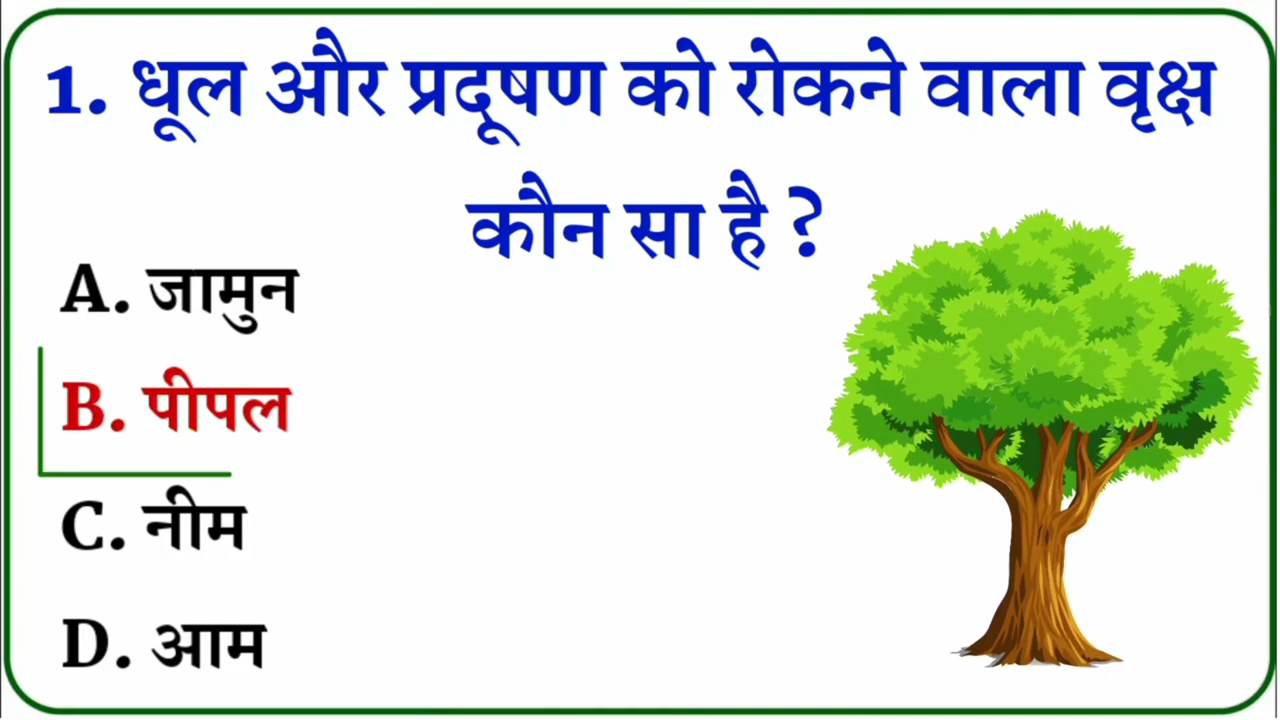 1. धूल और प्रदूषण को रोकने वाला वृक्ष
कौन सा है ?
A. जामुन
B. पीपल
C. नीम
D. आम